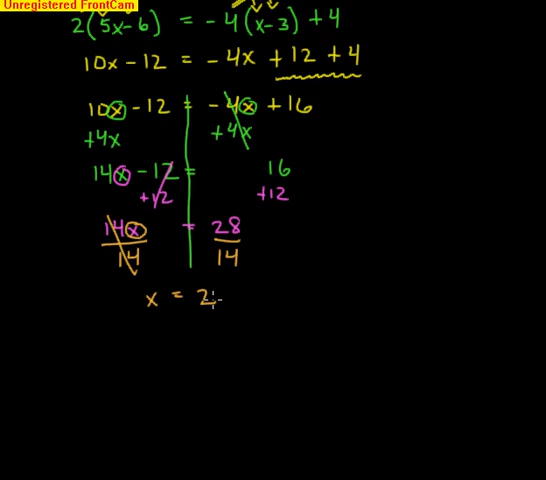 Unregistered FrontCam
2(5x-6) = -4(x-3)+4
10x-12 = -4x+12+4
10x-12 = -4x+16
+4x +4x
14x-12= 16
+12 +12
14x = 28
14 14
x = 2